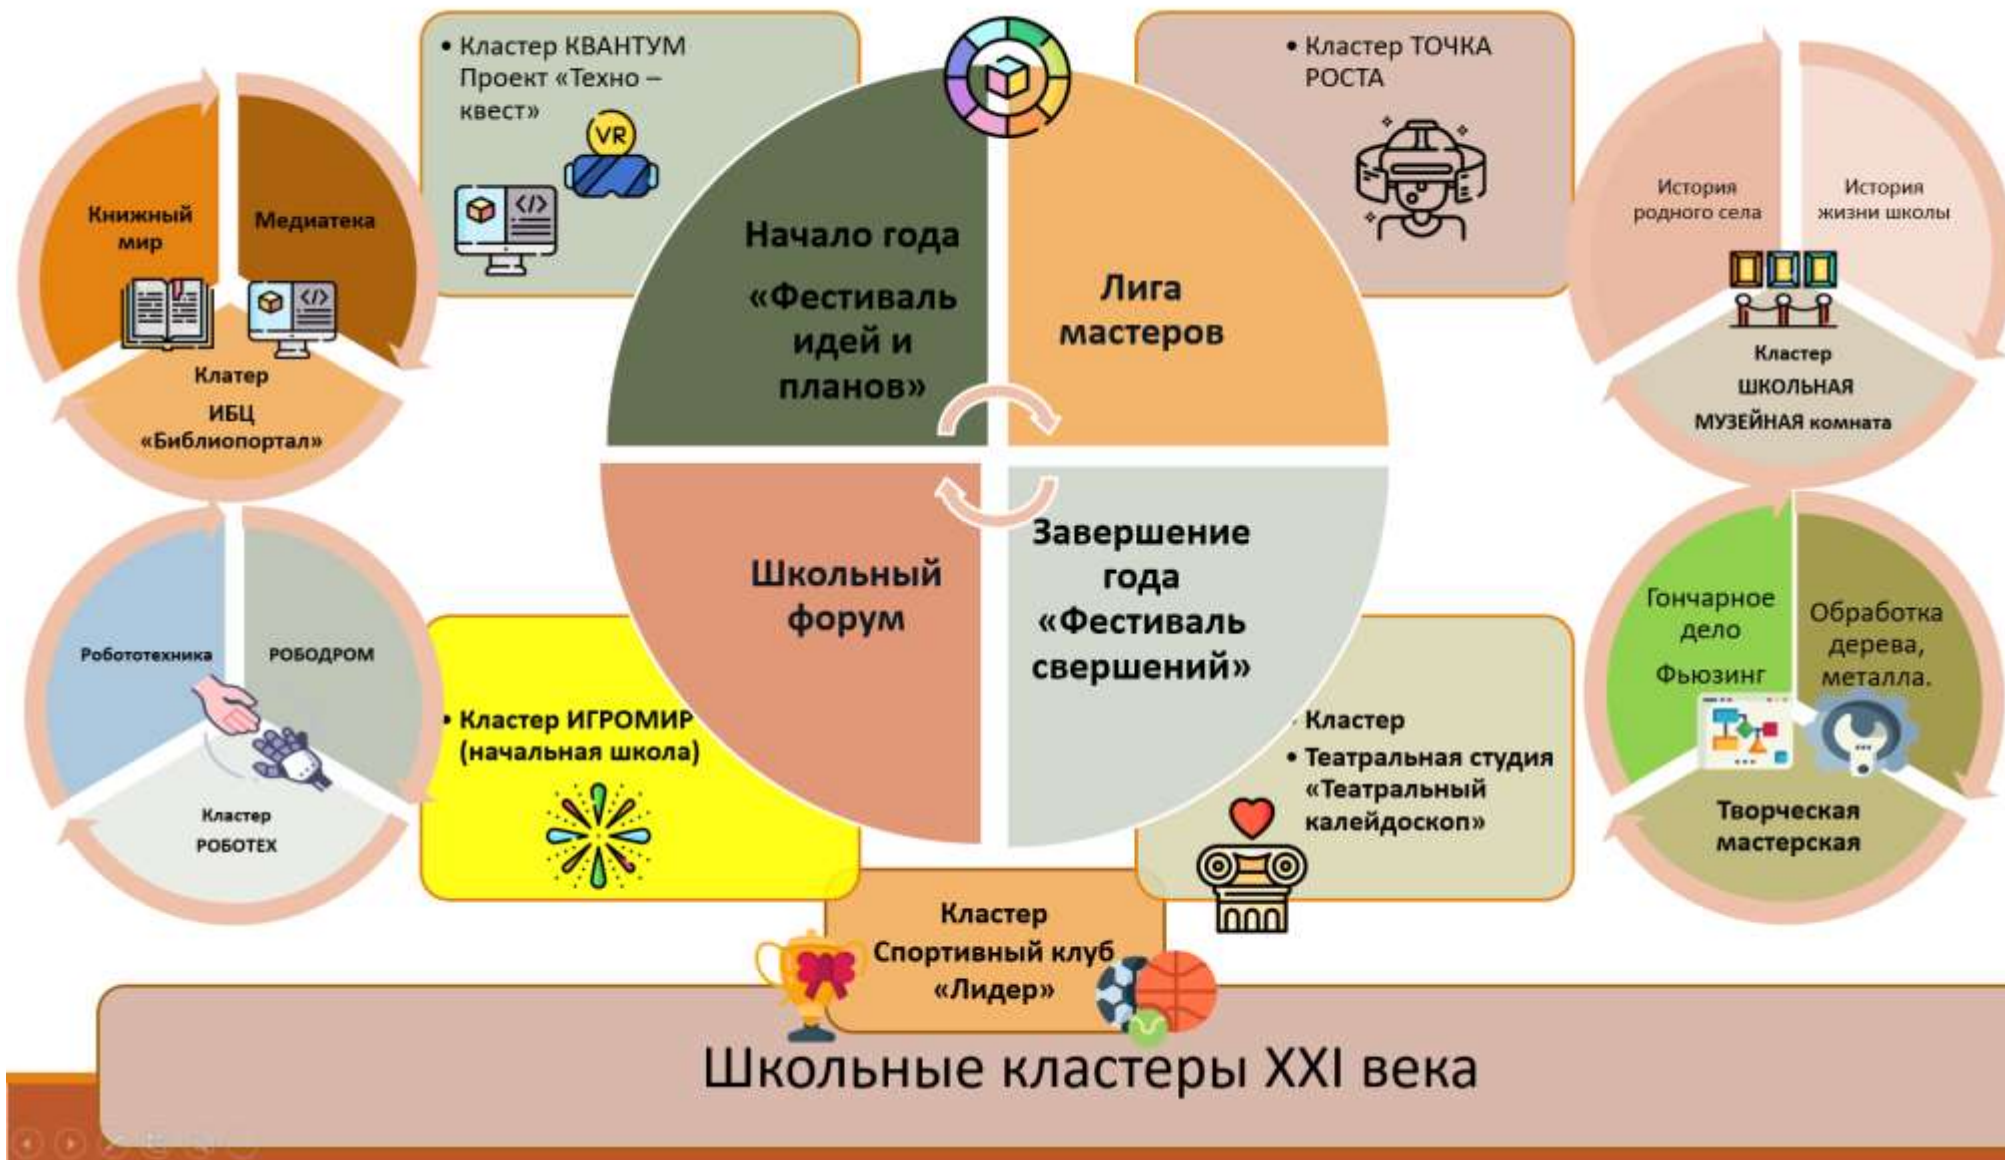 • Кластер КВАНТУМ
Проект «Техно –
квест»
VR
</>
• Кластер ТОЧКА
РОСТА
Книжный
мир
Медиатека
</>
Клатер
ИБЦ
«Библиопортал»
Начало года
«Фестиваль
идей и
планов»
Лига
мастеров
История
родного села
История
жизни школы
Кластер
ШКОЛЬНАЯ
МУЗЕЙНАЯ комната
Школьный
форум
Завершение
года
«Фестиваль
свершений»
Робототехника
РОБОДРОМ
Кластер
РОБОТЕХ
Гончарное
дело
Фьюзинг
Обработка
дерева,
металла.
Творческая
мастерская
• Кластер ИГРОМИР
(начальная школа)
• Кластер
• Театральная студия
«Театральный
калейдоскоп»
Кластер
Спортивный клуб
«Лидер»
Школьные кластеры XXI века